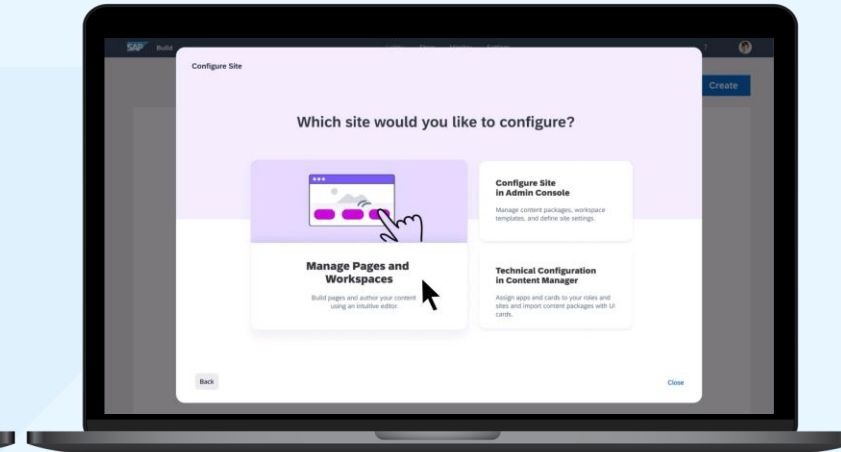 SAP Build
Create
Configure Site
Which site would you like to configure?
Manage Pages and
Workspaces
Build pages and author your content
using an intuitive editor.
Configure Site
in Admin Console
Manage content packages, workspace
templates, and define site settings.
Technical Configuration
in Content Manager
Assign apps and cards to your roles and
sites and import content packages with UI
cards.
Back
Close